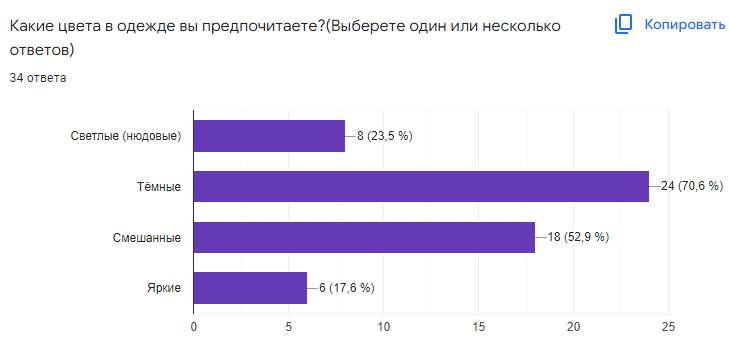 Какие цвета в одежде вы предпочитаете?(Выберете один или несколько
ответов)
Копировать
34 ответа
Светлые (нюдовые)
8 (23,5 %)
Тёмные
24 (70,6 %)
Смешанные
18 (52,9 %)
Яркие
6 (17,6 %)
0 5 10 15 20 25